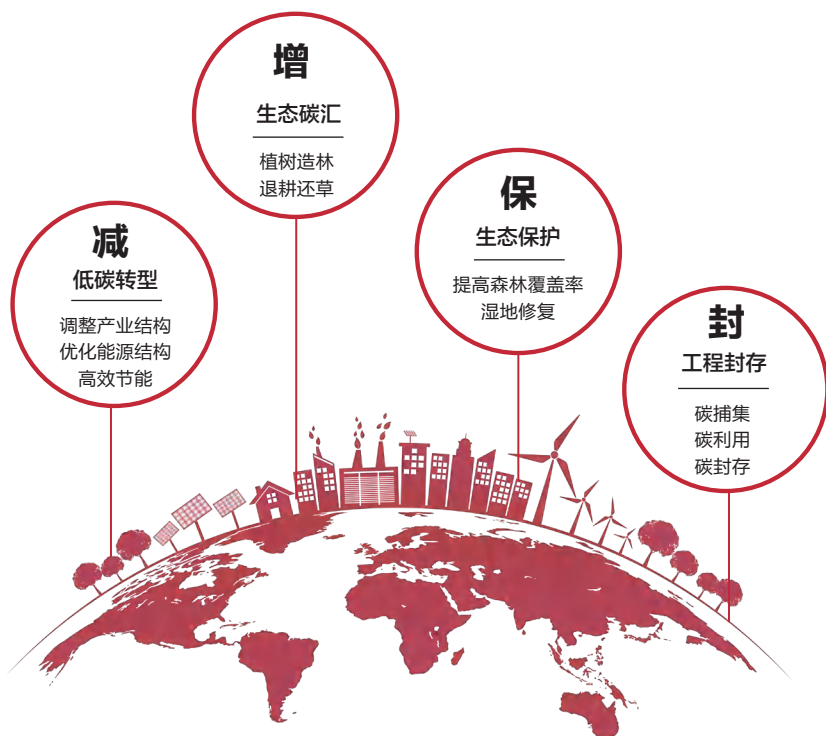 减
低碳转型
调整产业结构
优化能源结构
高效节能
增
生态碳汇
植树造林
退耕还草
保
生态保护
提高森林覆盖率
湿地修复
封
工程封存
碳捕集
碳利用
碳封存